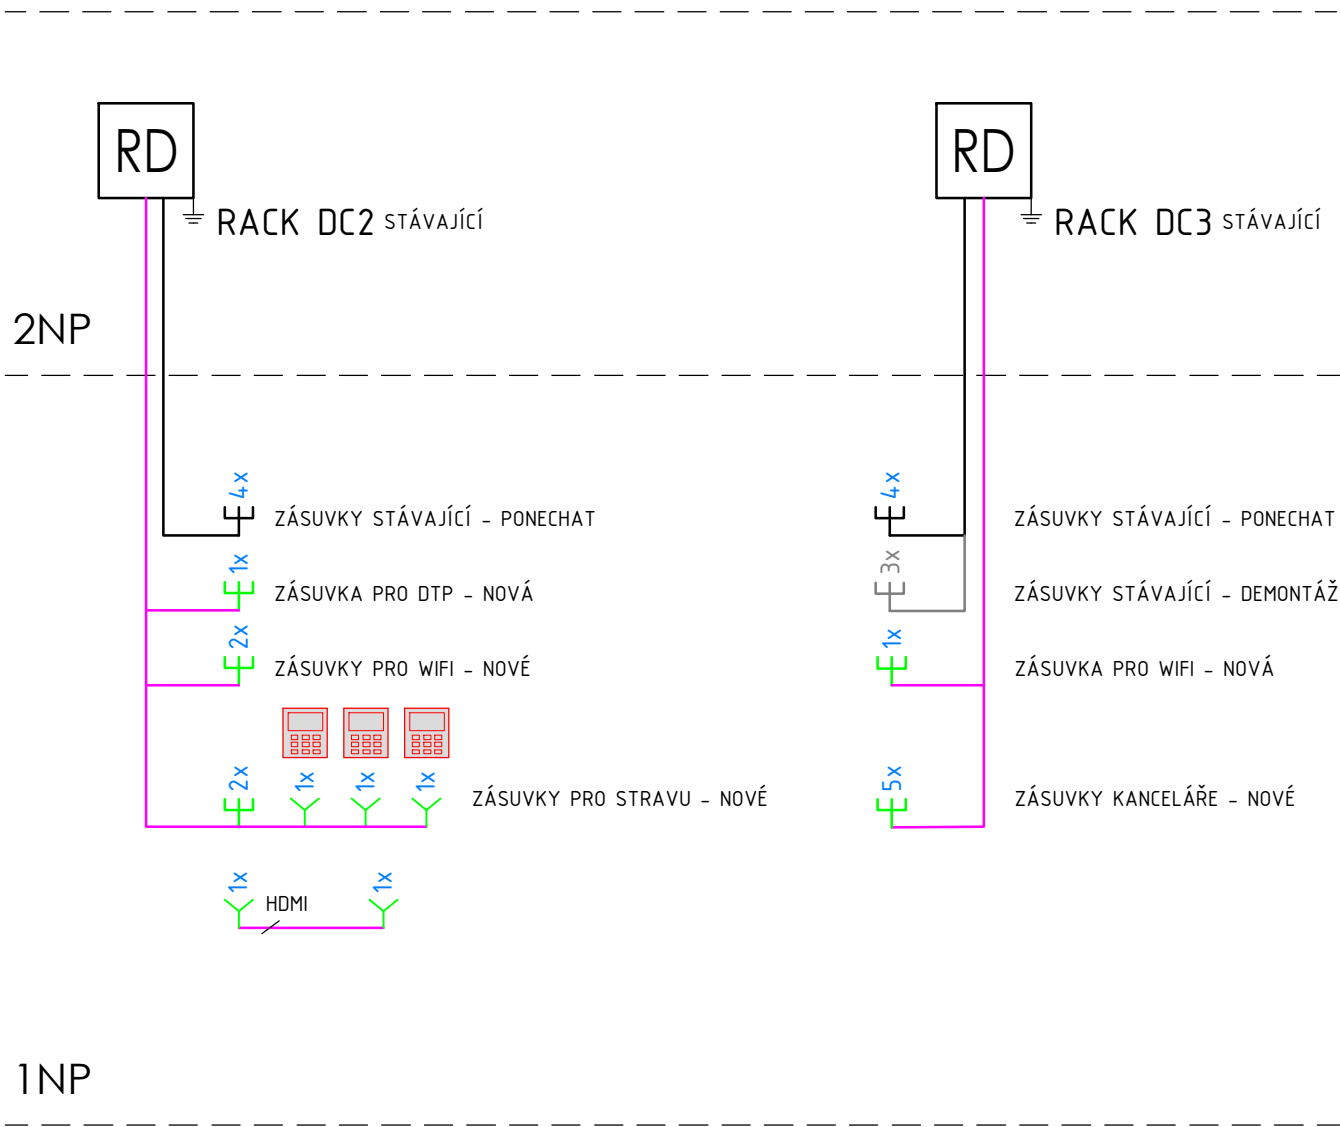 RD
RACK DC2 STÁVAJÍCÍ
RD
RACK DC3 STÁVAJÍCÍ
2NP
4x
ZÁSUVKY STÁVAJÍCÍ - PONECHAT
1x
ZÁSUVKA PRO DTP - NOVÁ
2x
ZÁSUVKY PRO WIFI - NOVÉ
2x
1x
1x
1x
ZÁSUVKY PRO STRAVU - NOVÉ
1x
HDMI
1x
4x
ZÁSUVKY STÁVAJÍCÍ - PONECHAT
3x
ZÁSUVKY STÁVAJÍCÍ - DEMONTÁŽ
1x
ZÁSUVKA PRO WIFI - NOVÁ
5x
ZÁSUVKY KANCELÁŘE - NOVÉ
1NP